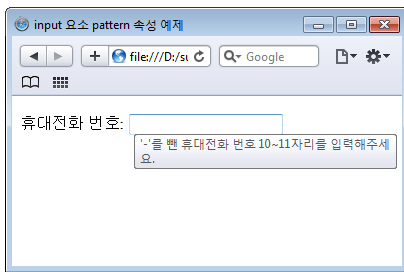 input 요소 pattern 속성 예제
file:///D:/su
Google
휴대전화 번호:
'-'를 뺀 휴대전화 번호 10~11자리를 입력해주세
요.